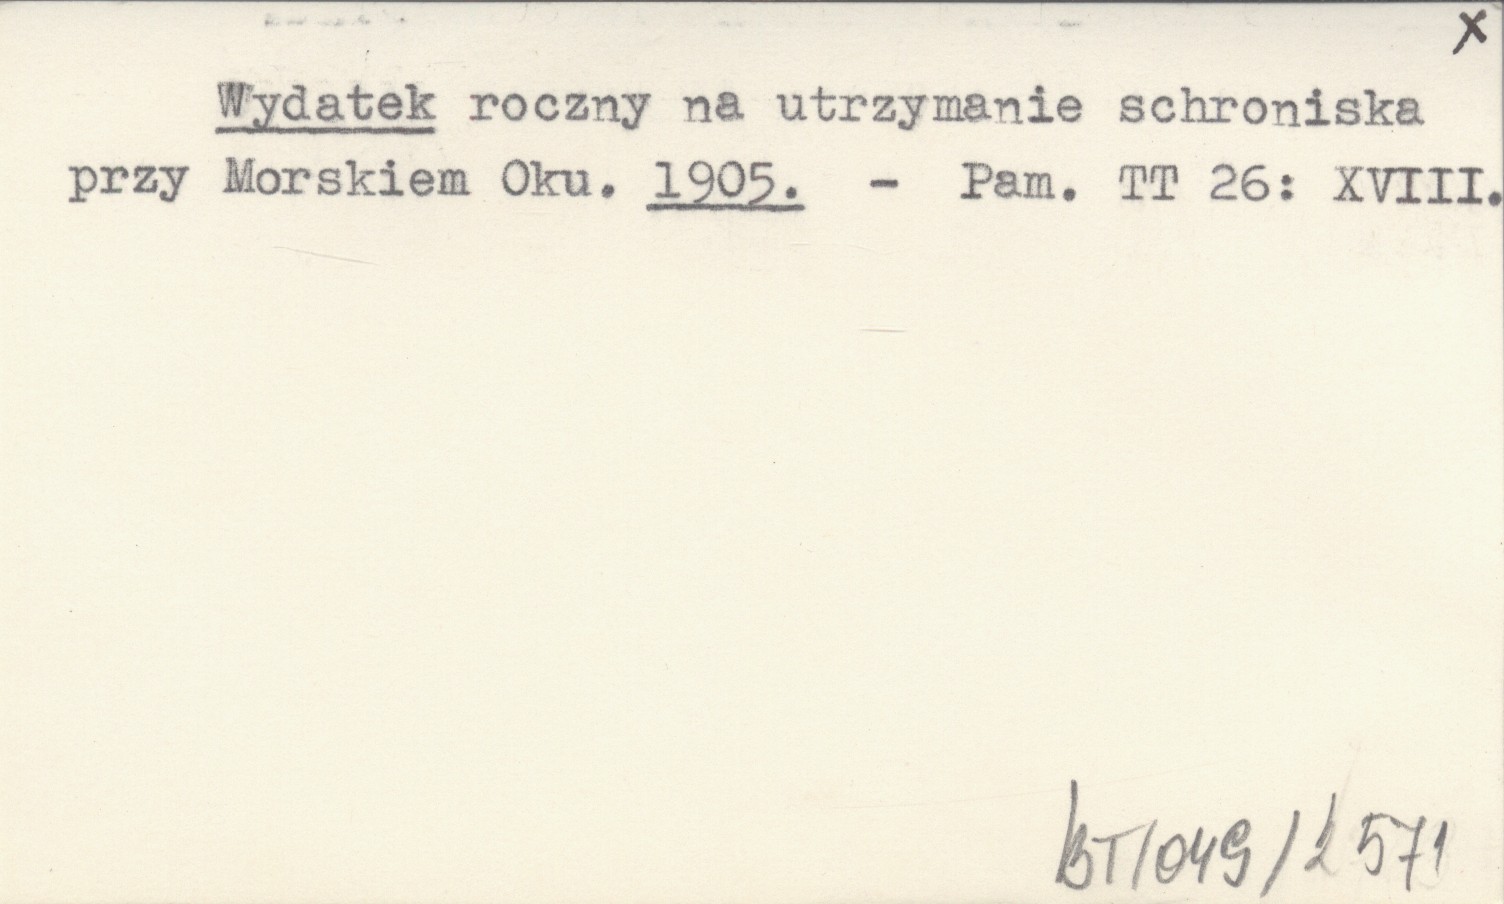 x
Wydatek roczny na utrzymanie schroniska
przy Morskiem Oku. 1905. - Pam. TT 26: XVIII.
BT/049/2571